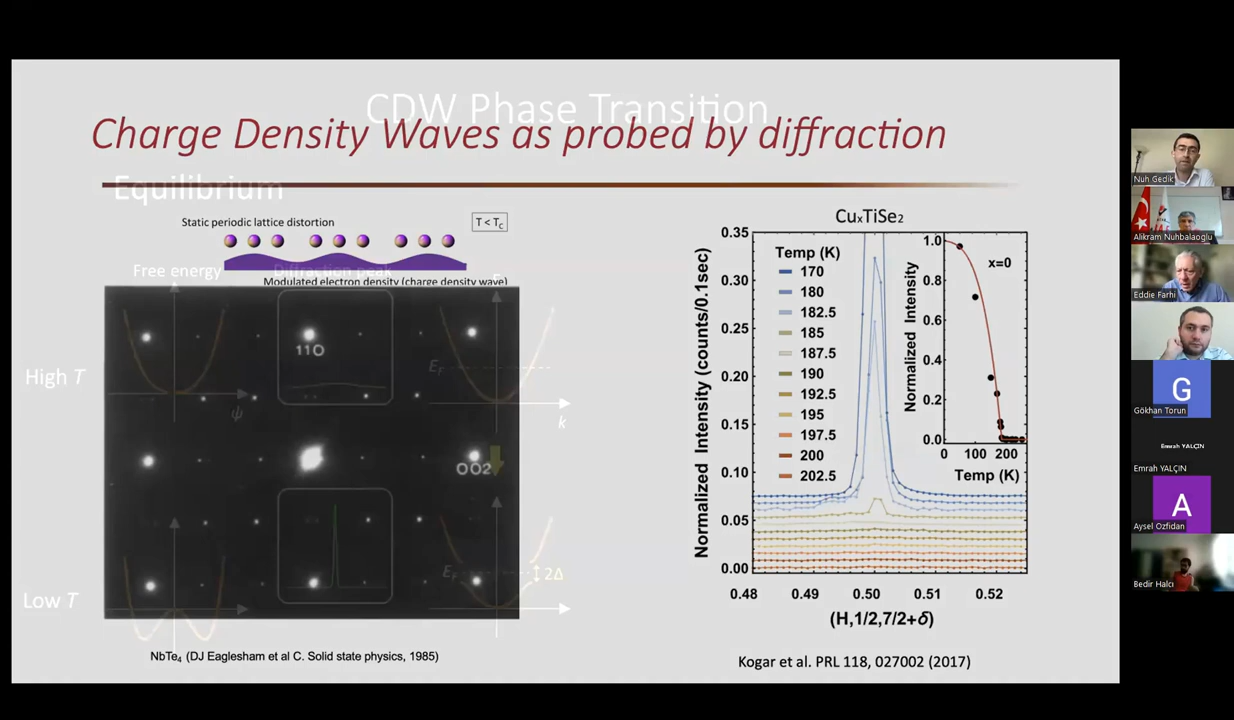 CDW Phase Transition
Charge Density Waves as probed by diffraction
Equilibrium
Static periodic lattice distortion
T < TC
Free energy
Diffraction peak
Modulated electron density (charge density wave)
110
High T
ψ
EF
k
002
Low T
EF
2Δ
NbTe4 (DJ Eaglesham et al C. Solid state physics, 1985)
CuxTiSe2
Normalized Intensity (counts/0.1sec)
0.35
0.30
0.25
0.20
0.15
0.10
0.05
0.00
Temp (K)
170
180
182.5
185
187.5
190
192.5
195
197.5
200
202.5
Normalized Intensity
1.0
0.8
0.6
0.4
0.2
0.0
x=0
0 100 200
Temp (K)
0.48 0.49 0.50 0.51 0.52
(H,1/2,7/2+δ)
Kogar et al. PRL 118, 027002 (2017)
Nuh Gedik
Alikram Nuhbalaoglu
Eddie Farhi
G
Gökhan Torun
Emrah YALÇIN
Emrah YALÇIN
A
Aysel Ozfidan
Bedir Halcı